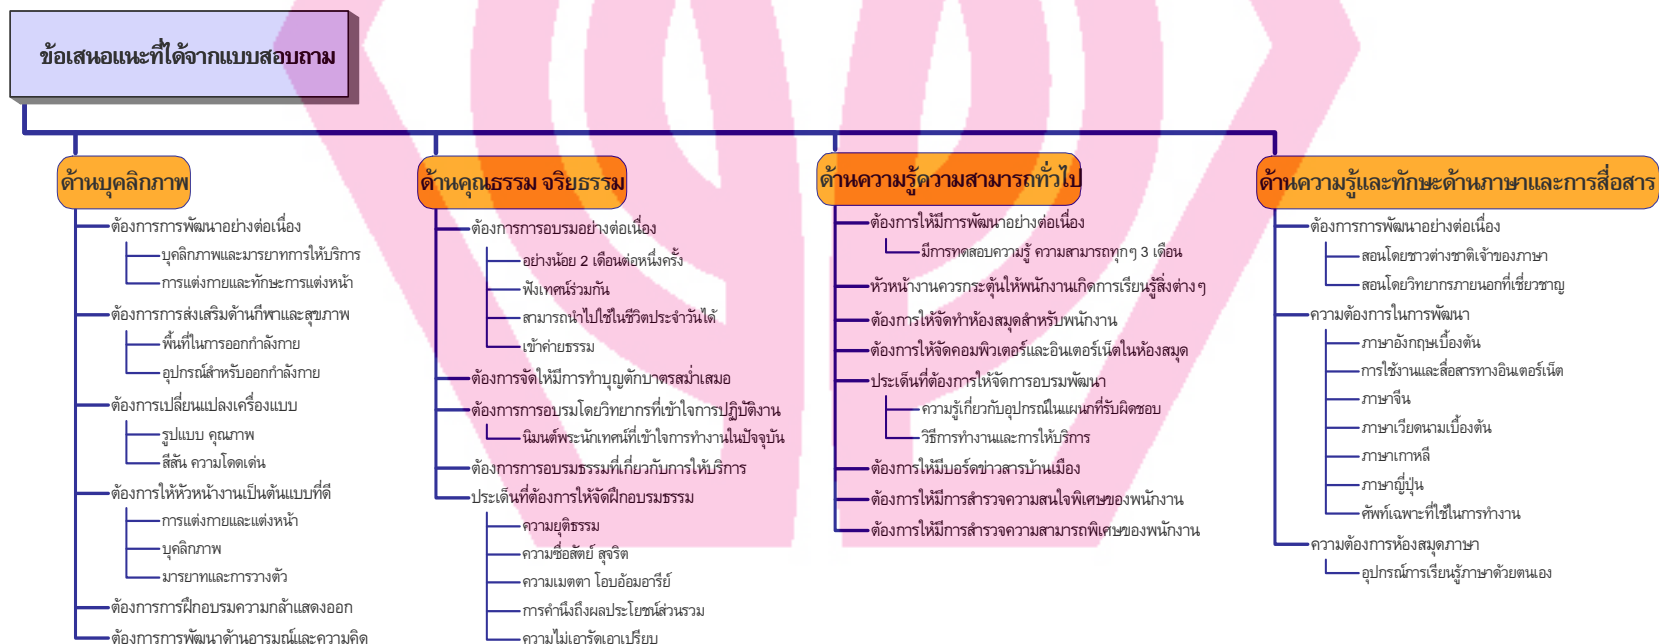 ข้อเสนอแนะที่ได้จากแบบสอบถาม
ด้านบุคลิกภาพ
ต้องการการพัฒนาอย่างต่อเนื่อง
บุคลิกภาพและมารยาทการให้บริการ
การแต่งกายและทักษะการแต่งหน้า
ต้องการการส่งเสริมด้านกีฬาและสุขภาพ
พื้นที่ในการออกกำลังกาย
อุปกรณ์สำหรับออกกำลังกาย
ต้องการเปลี่ยนแปลงเครื่องแบบ
รูปแบบ คุณภาพ
สีสัน ความโดดเด่น
ต้องการให้หัวหน้างานเป็นต้นแบบที่ดี
การแต่งกายและแต่งหน้า
บุคลิกภาพ
มารยาทและการวางตัว
ต้องการการฝึกอบรมความกล้าแสดงออก
ต้องการการพัฒนาด้านอารมณ์และความคิด
ด้านคุณธรรม จริยธรรม
ต้องการการอบรมอย่างต่อเนื่อง
อย่างน้อย 2 เดือนต่อหนึ่งครั้ง
ฟังเทศน์ร่วมกัน
สามารถนำไปใช้ในชีวิตประจำวันได้
เข้าค่ายธรรม
ต้องการจัดให้มีการทำบุญตักบาตรสม่ำเสมอ
ต้องการการอบรมโดยวิทยากรที่เข้าใจการปฏิบัติงาน
นิมนต์พระนักเทศน์ที่เข้าใจการทำงานในปัจจุบัน
ต้องการการอบรมธรรมที่เกี่ยวกับการให้บริการ
ประเด็นที่ต้องการให้จัดฝึกอบรมธรรม
ความยุติธรรม
ความซื่อสัตย์ สุจริต
ความเมตตา โอบอ้อมอารีย์
การคำนึงถึงผลประโยชน์ส่วนรวม
ความไม่เอารัดเอาเปรียบ
ด้านความรู้ความสามารถทั่วไป
ต้องการให้มีการพัฒนาอย่างต่อเนื่อง
มีการทดสอบความรู้ ความสามารถทุกๆ 3 เดือน
หัวหน้างานควรกระตุ้นให้พนักงานเกิดการเรียนรู้สิ่งต่างๆ
ต้องการให้จัดทำห้องสมุดสำหรับพนักงาน
ต้องการให้จัดคอมพิวเตอร์และอินเตอร์เน็ตในห้องสมุด
ประเด็นที่ต้องการให้จัดการอบรมพัฒนา
ความรู้เกี่ยวกับอุปกรณ์ในแผนกที่รับผิดชอบ
วิธีการทำงานและการให้บริการ
ต้องการให้มีบอร์ดข่าวสารบ้านเมือง
ต้องการให้มีการสำรวจความสนใจพิเศษของพนักงาน
ต้องการให้มีการสำรวจความสามารถพิเศษของพนักงาน
ด้านความรู้และทักษะด้านภาษาและการสื่อสาร
ต้องการการพัฒนาอย่างต่อเนื่อง
สอนโดยชาวต่างชาติเจ้าของภาษา
สอนโดยวิทยากรภายนอกที่เชี่ยวชาญ
ความต้องการในการพัฒนา
ภาษาอังกฤษเบื้องต้น
การใช้งานและสื่อสารทางอินเตอร์เน็ต
ภาษาจีน
ภาษาเวียดนามเบื้องต้น
ภาษาเกาหลี
ภาษาญี่ปุ่น
ศัพท์เฉพาะที่ใช้ในการทำงาน
ความต้องการห้องสมุดภาษา
อุปกรณ์การเรียนรู้ภาษาด้วยตนเอง